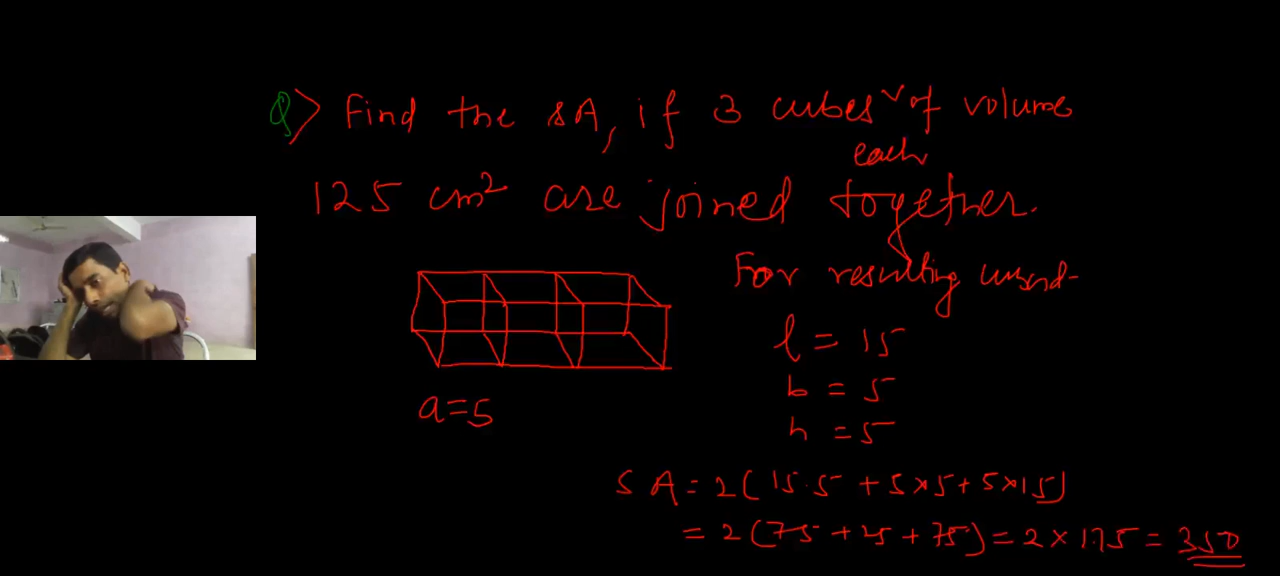 Q> Find the SA, if 3 cubes of volume
each
125 cm² are joined together.
For resulting cuboid-
l = 15
b = 5
h = 5
a=5
SA = 2(15.5 + 5×5 + 5×15)
= 2(75 + 25 + 75) = 2 × 175 = 350